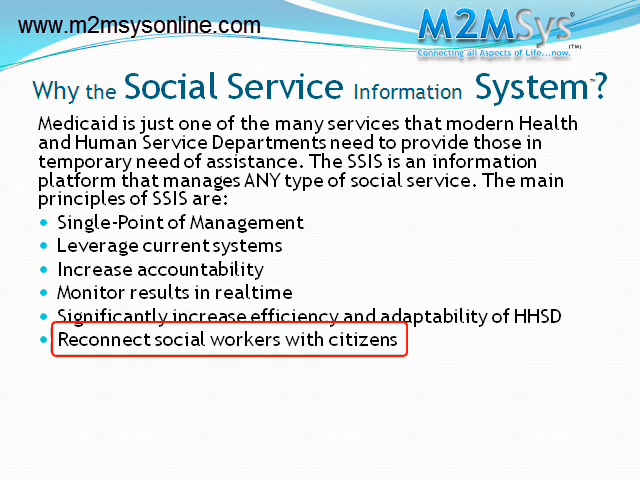 www.m2msysonline.com
M2MSys®
Connecting all Aspects of Life...now.(TM)
Why the Social Service Information System™?
Medicaid is just one of the many services that modern Health
and Human Service Departments need to provide those in
temporary need of assistance. The SSIS is an information
platform that manages ANY type of social service. The main
principles of SSIS are:
• Single-Point of Management
• Leverage current systems
• Increase accountability
• Monitor results in realtime
• Significantly increase efficiency and adaptability of HHSD
• Reconnect social workers with citizens